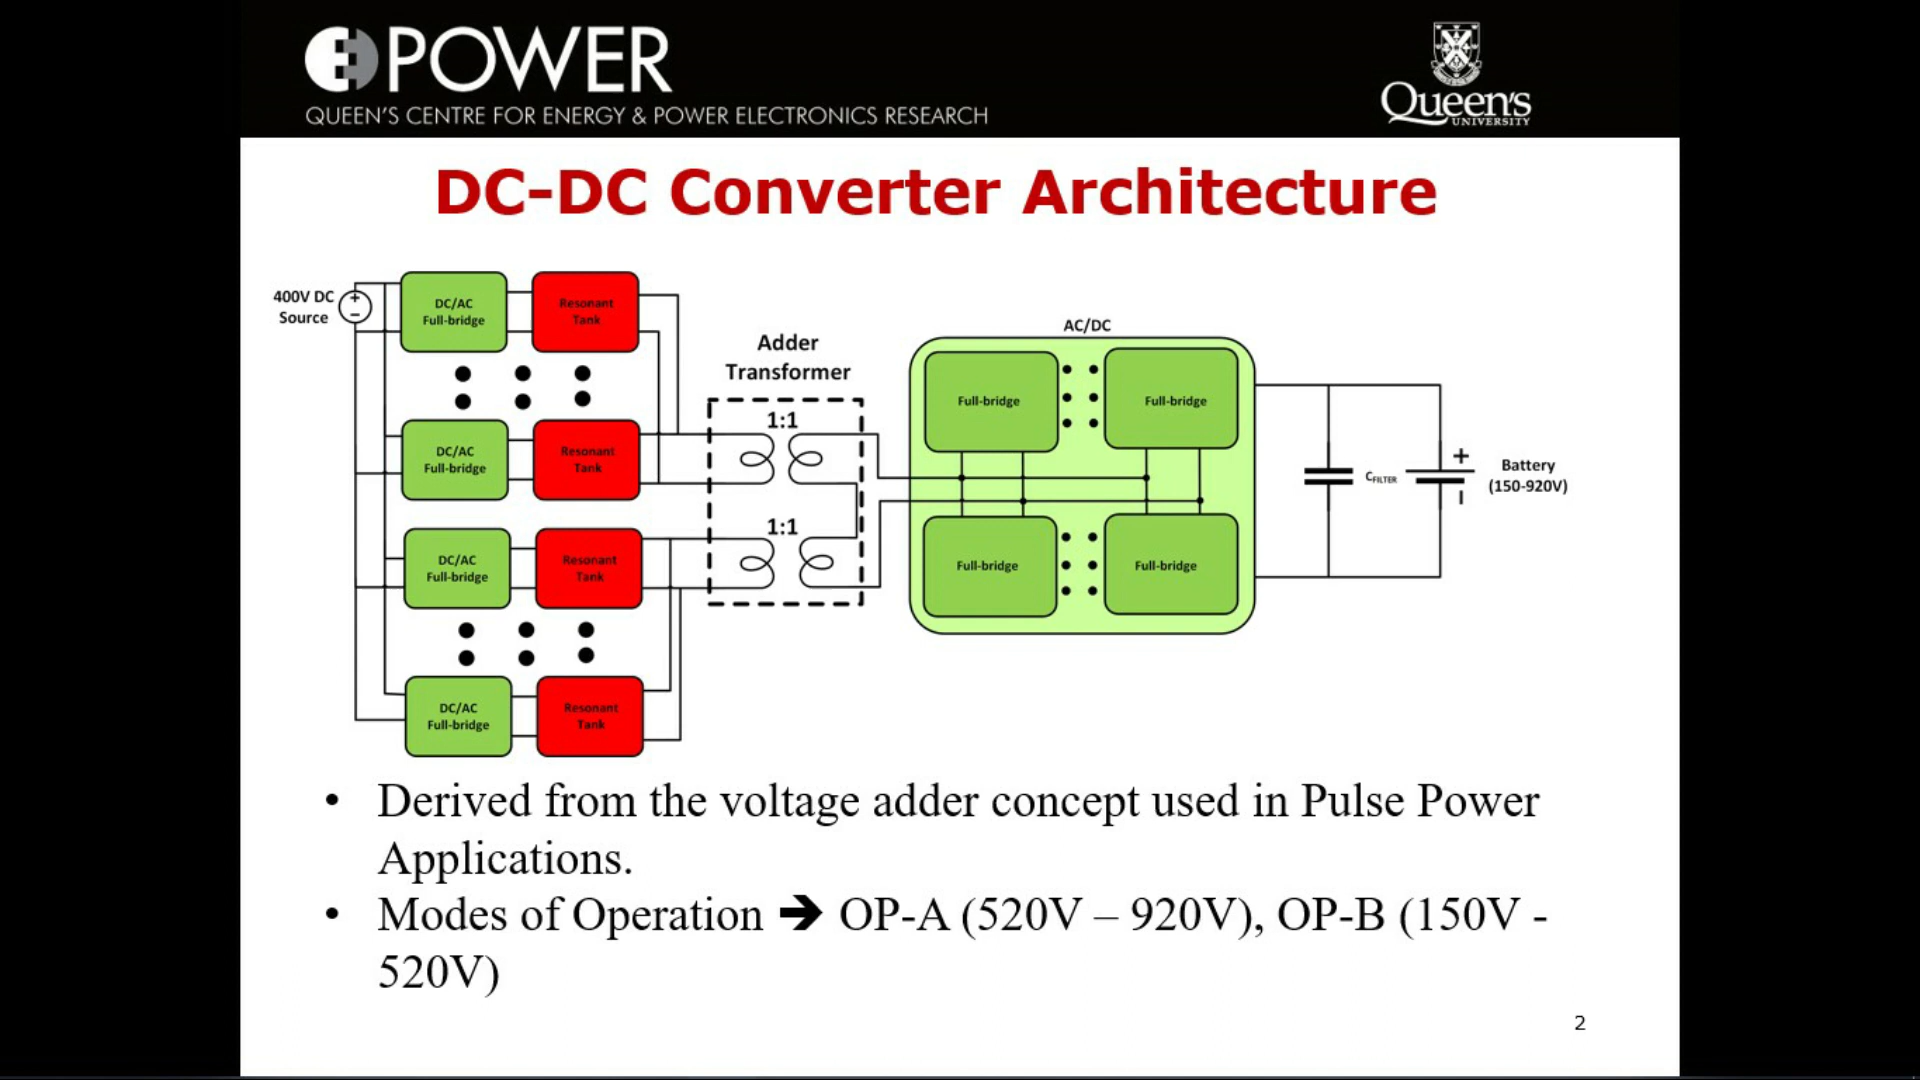 POWER
QUEEN'S CENTRE FOR ENERGY & POWER ELECTRONICS RESEARCH
Queen's
UNIVERSITY
DC-DC Converter Architecture
400V DC
Source
+
−
DC/AC
Full-bridge
Resonant
Tank
DC/AC
Full-bridge
Resonant
Tank
DC/AC
Full-bridge
Resonant
Tank
DC/AC
Full-bridge
Resonant
Tank
Adder
Transformer
1:1
1:1
AC/DC
Full-bridge
Full-bridge
Full-bridge
Full-bridge
CFILTER
+
Battery
(150-920V)
• Derived from the voltage adder concept used in Pulse Power
Applications.
• Modes of Operation ➔ OP-A (520V – 920V), OP-B (150V -
520V)
2